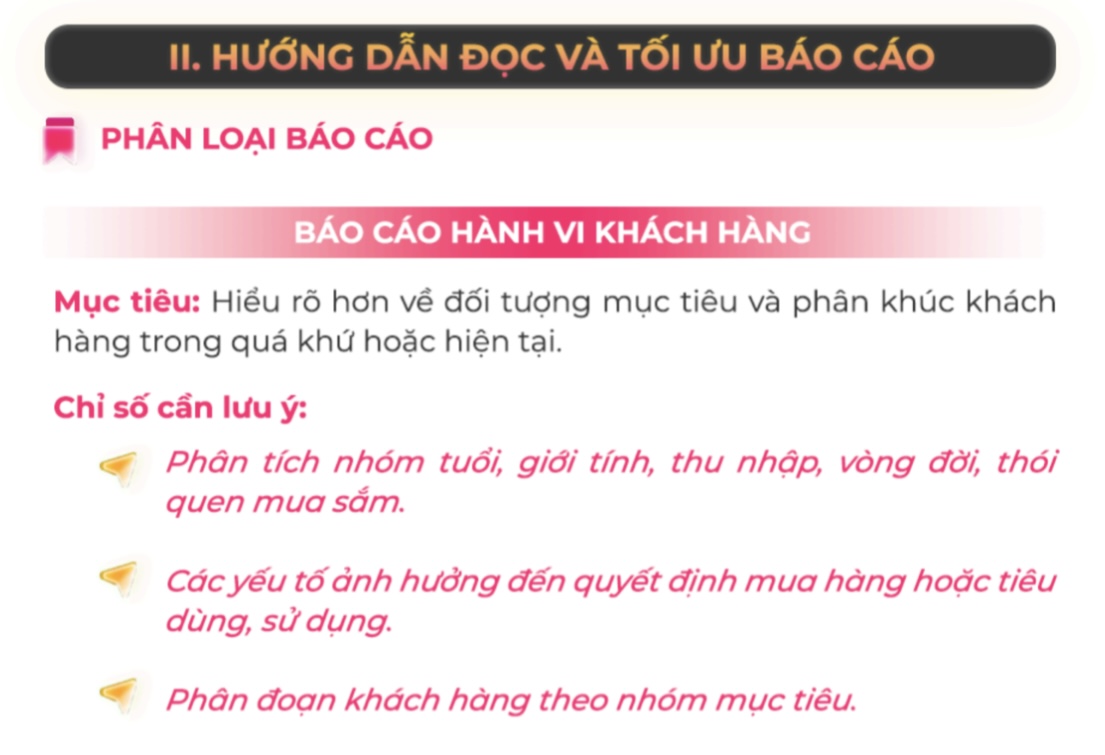 II. HƯỚNG DẪN ĐỌC VÀ TỐI ƯU BÁO CÁO
PHÂN LOẠI BÁO CÁO
BÁO CÁO HÀNH VI KHÁCH HÀNG
Mục tiêu: Hiểu rõ hơn về đối tượng mục tiêu và phân khúc khách
hàng trong quá khứ hoặc hiện tại.
Chỉ số cần lưu ý:
Phân tích nhóm tuổi, giới tính, thu nhập, vòng đời, thói
quen mua sắm.
Các yếu tố ảnh hưởng đến quyết định mua hàng hoặc tiêu
dùng, sử dụng.
Phân đoạn khách hàng theo nhóm mục tiêu.